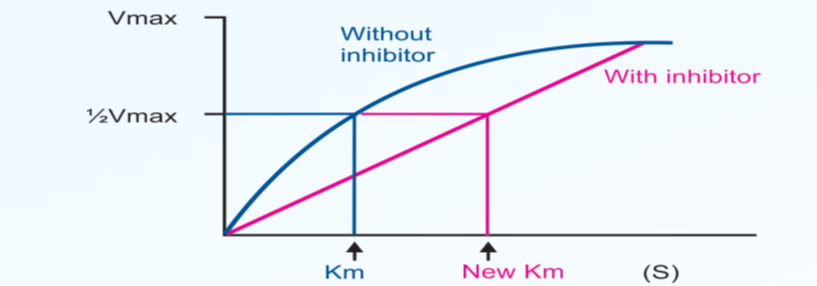 Vmax
Without
inhibitor
With inhibitor
½Vmax
Km
New Km
(S)